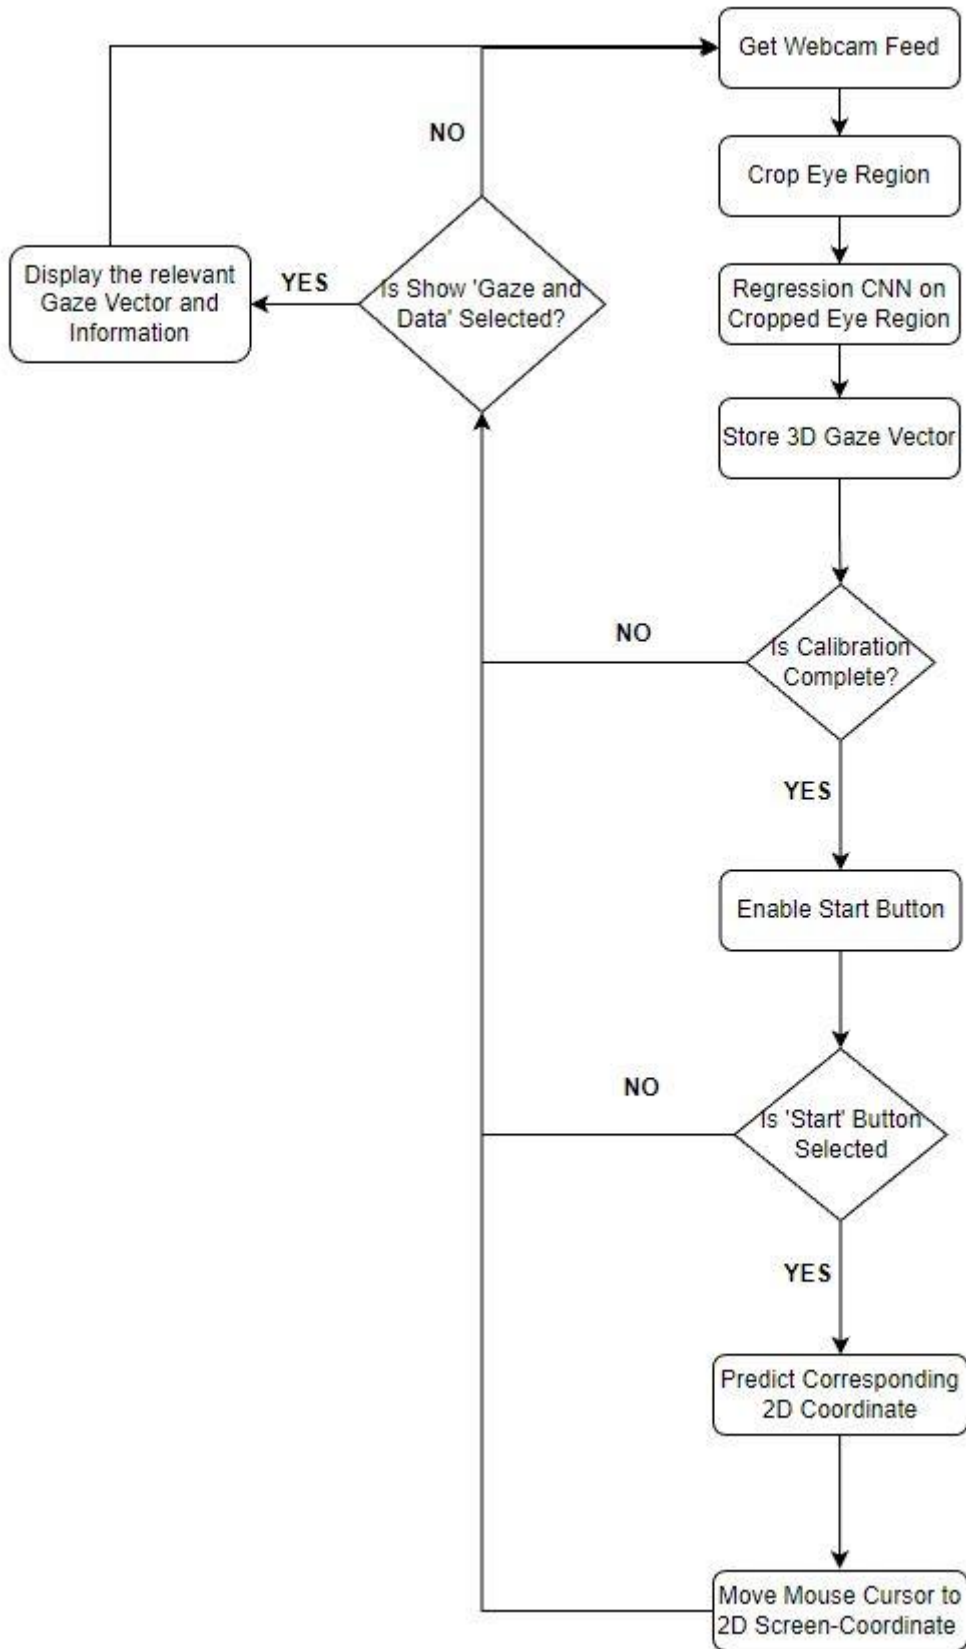 Get Webcam Feed
NO
Crop Eye Region
Display the relevant
Gaze Vector and
Information
YES
Is Show 'Gaze and
Data' Selected?
Regression CNN on
Cropped Eye Region
Store 3D Gaze Vector
NO
Is Calibration
Complete?
YES
Enable Start Button
NO
Is 'Start' Button
Selected
YES
Predict Corresponding
2D Coordinate
Move Mouse Cursor to
2D Screen-Coordinate